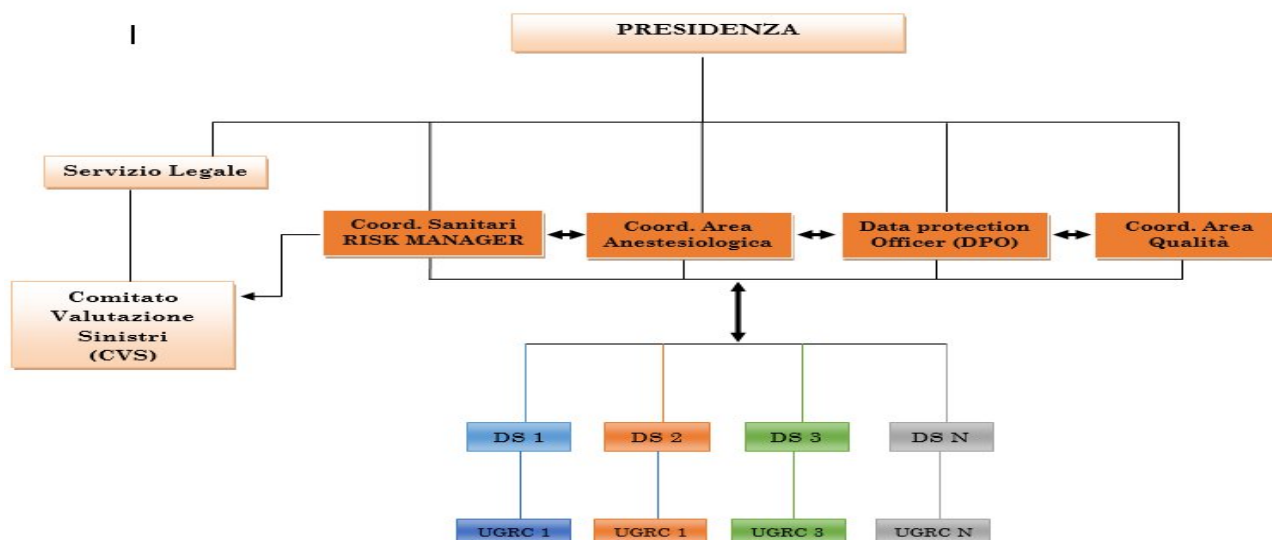 I
PRESIDENZA
Servizio Legale
Coord. Sanitari
RISK MANAGER
Coord. Area
Anestesiologica
Data protection
Officer (DPO)
Coord. Area
Qualità
Comitato
Valutazione
Sinistri
(CVS)
DS 1
DS 2
DS 3
DS N
UGRC 1
UGRC 1
UGRC 3
UGRC N